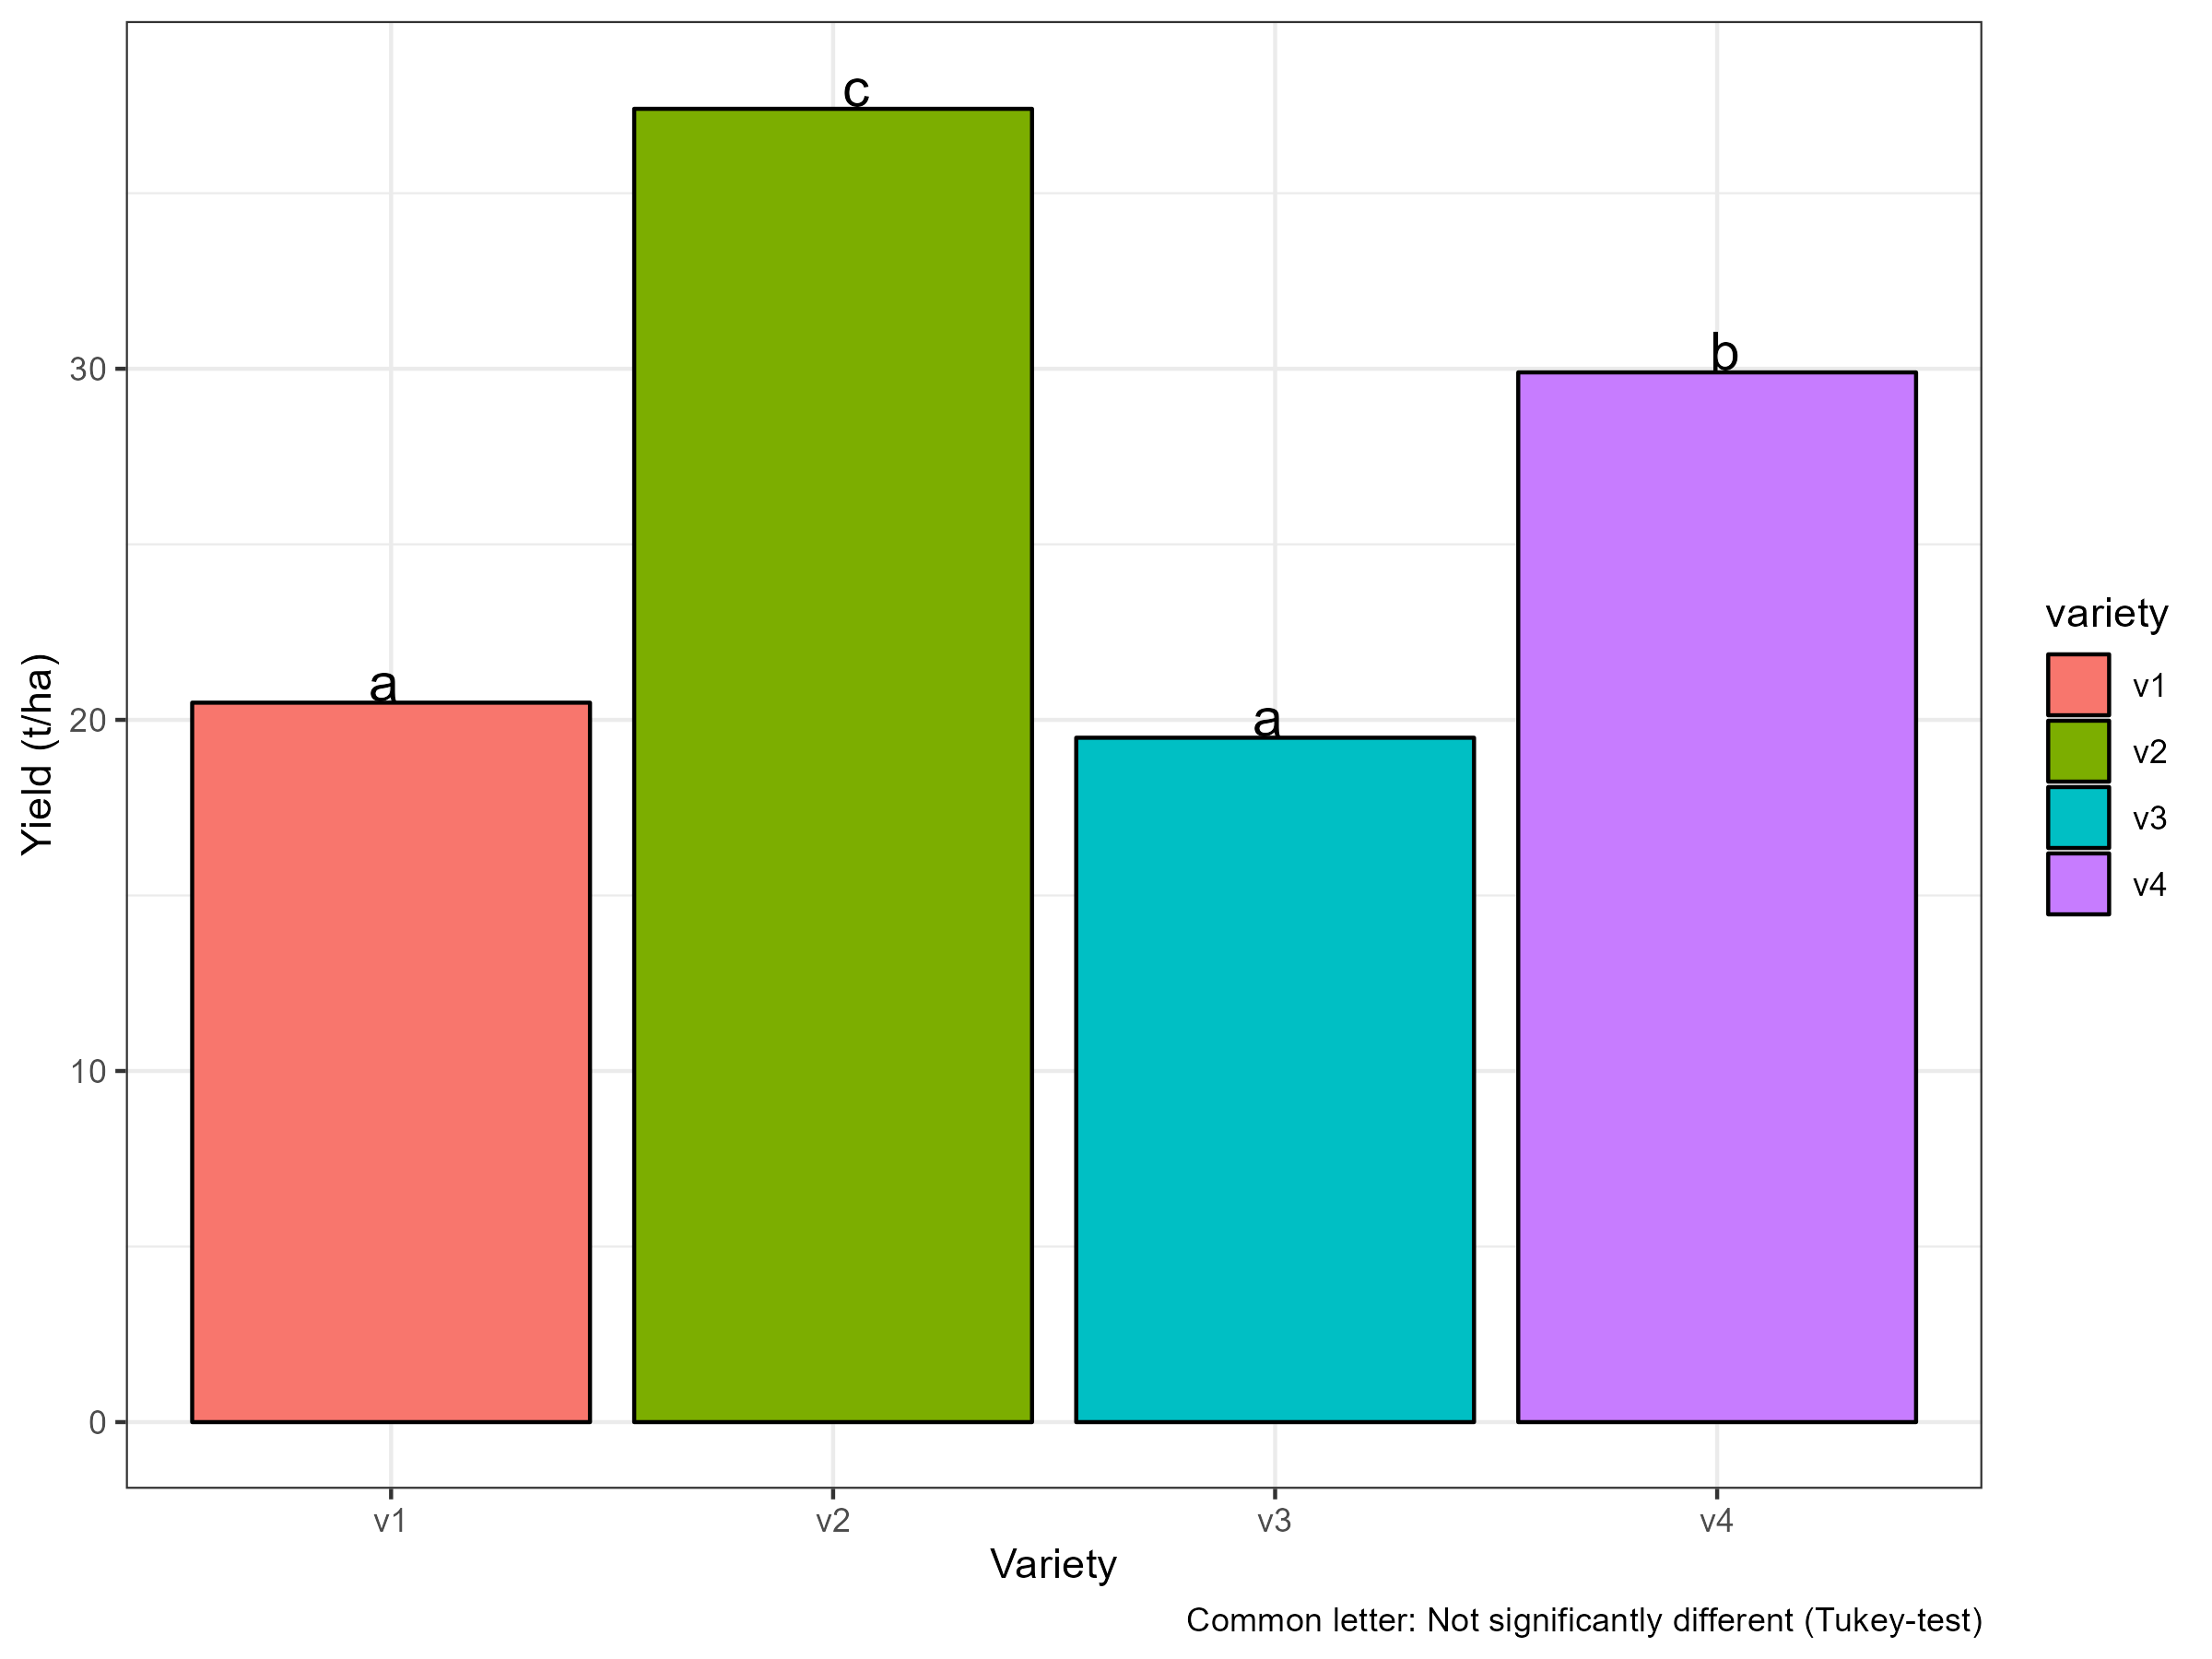 c
b
a
a
30
20
10
0
Yield (t/ha)
v1
v2
v3
v4
Variety
Common letter: Not significantly different (Tukey-test)
variety
v1
v2
v3
v4